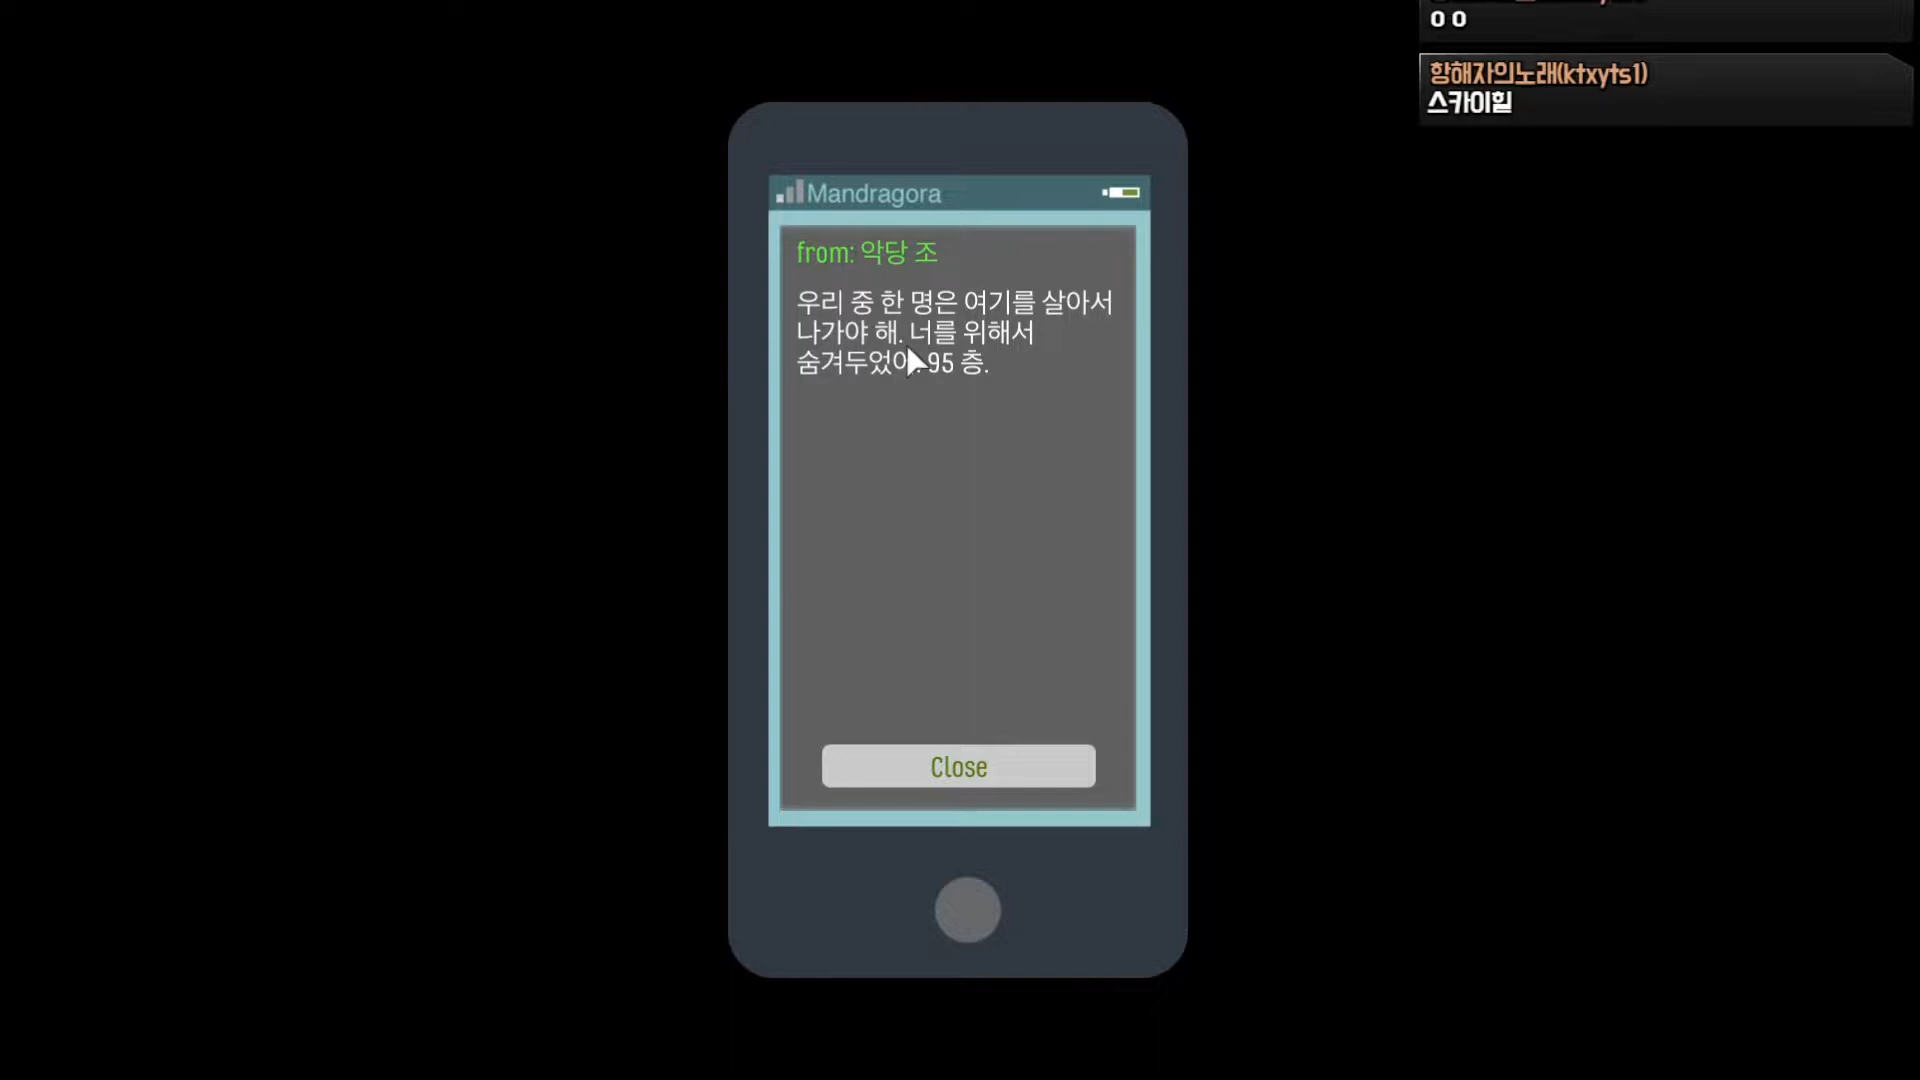 ㅇㅇ
항해자의노래(ktxyts1)
스카이힐
Mandragora
from: 악당 조
우리 중 한 명은 여기를 살아서
나가야 해. 너를 위해서
숨겨두었어. 95 층.
Close